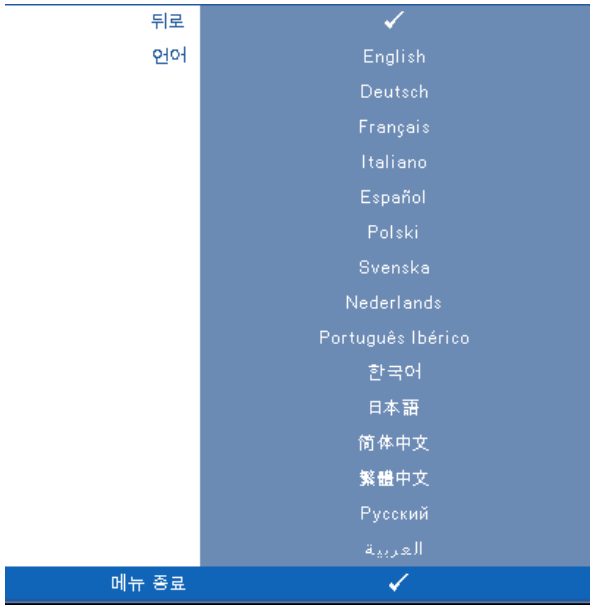 뒤로 ✓
언어 English
Deutsch
Français
Italiano
Español
Polski
Svenska
Nederlands
Português Ibérico
한국어
日本語
简体中文
繁體中文
Русский
العربية
메뉴 종료 ✓